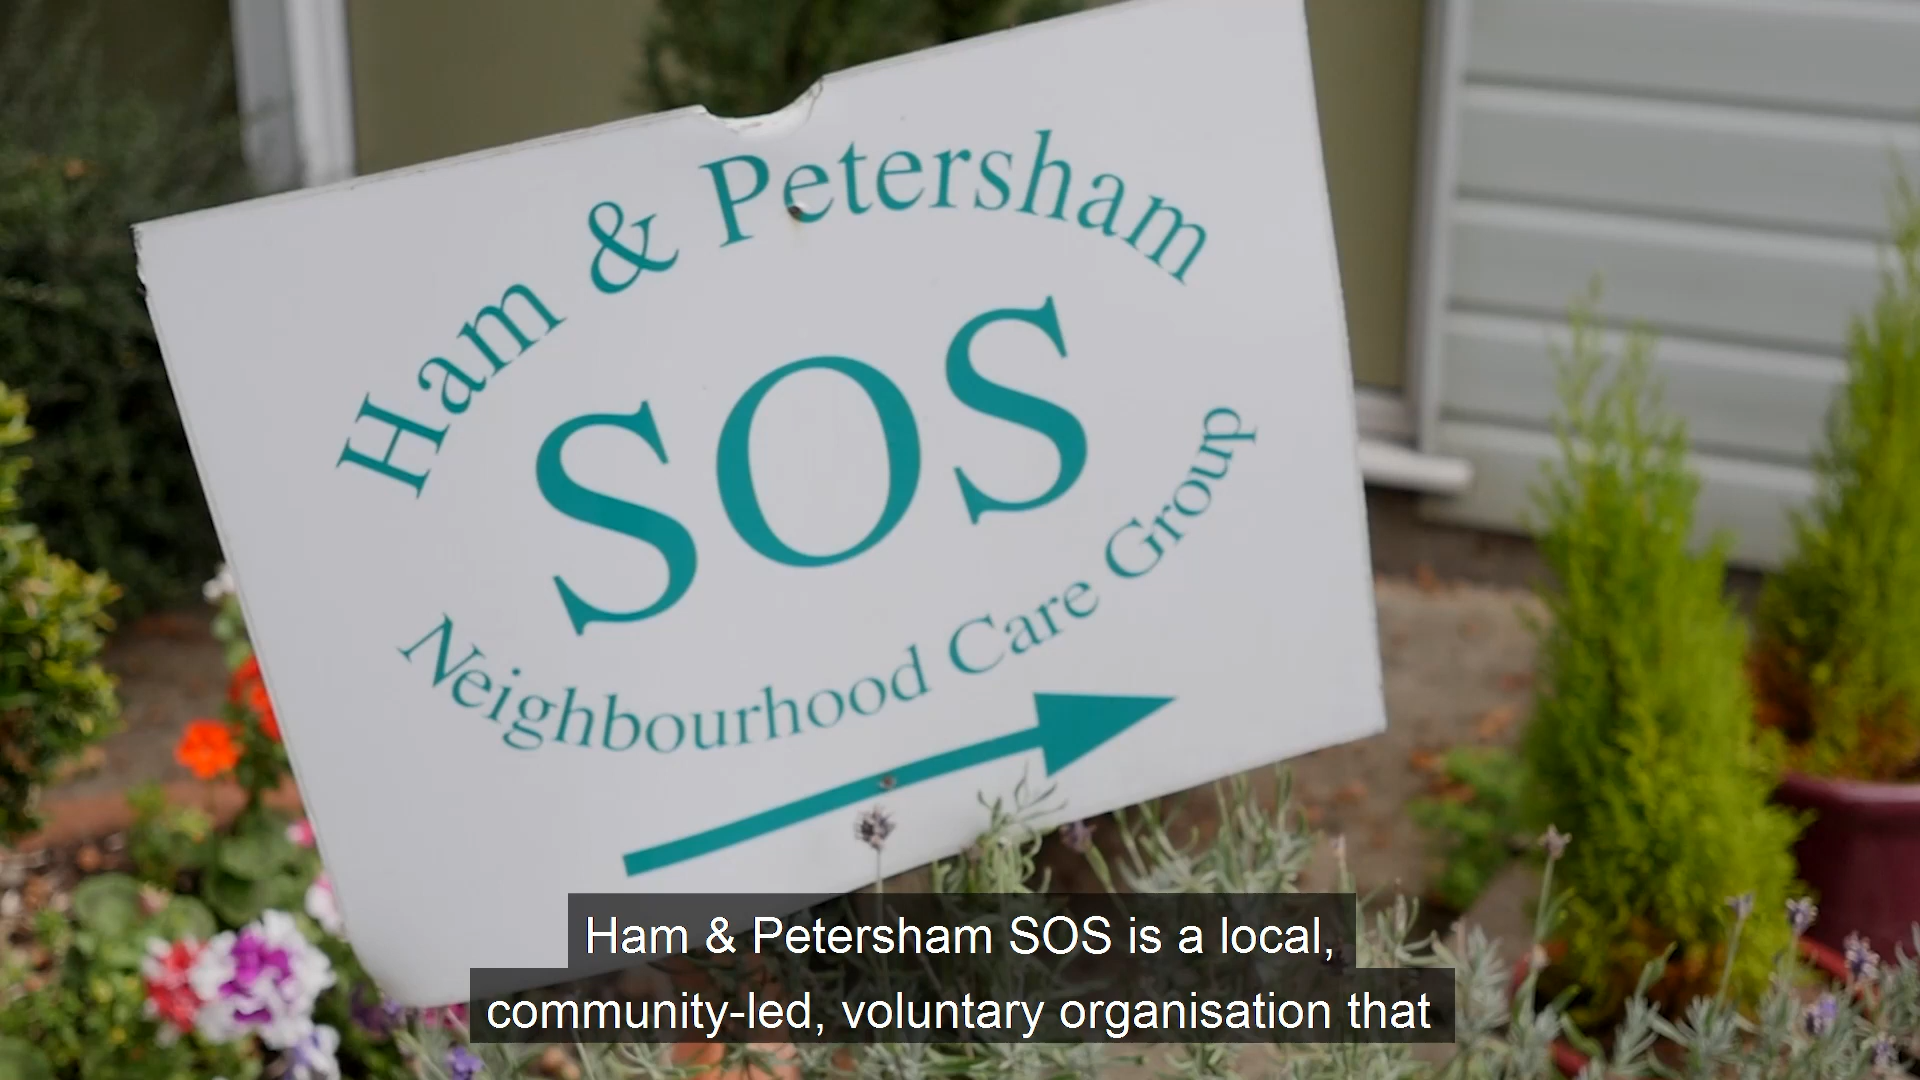 Ham & Petersham
SOS
Neighbourhood Care Group
Ham & Petersham SOS is a local,
community-led, voluntary organisation that